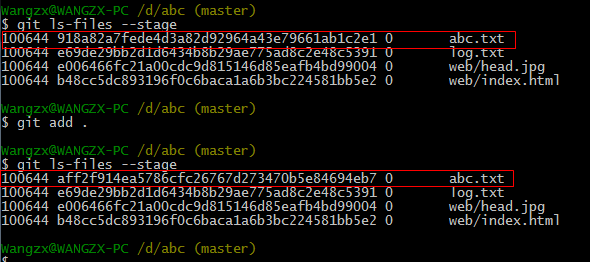 Wangzx@WANGZX-PC /d/abc (master)
$ git ls-files --stage
100644 918a82a7fede4d3a82d92964a43e79661ab1c2e1 0 abc.txt
100644 e69de29bb2d1d6434b8b29ae775ad8c2e48c5391 0 log.txt
100644 e006466fc21a00cdc9d815146d85eafb4bd99004 0 web/head.jpg
100644 b48cc5dc893196f0c6baca1a6b3bc224581bb5e2 0 web/index.html
Wangzx@WANGZX-PC /d/abc (master)
$ git add .
Wangzx@WANGZX-PC /d/abc (master)
$ git ls-files --stage
100644 aff2f914ea5786cfc26767d273470b5e84694eb7 0 abc.txt
100644 e69de29bb2d1d6434b8b29ae775ad8c2e48c5391 0 log.txt
100644 e006466fc21a00cdc9d815146d85eafb4bd99004 0 web/head.jpg
100644 b48cc5dc893196f0c6baca1a6b3bc224581bb5e2 0 web/index.html
Wangzx@WANGZX-PC /d/abc (master)
$